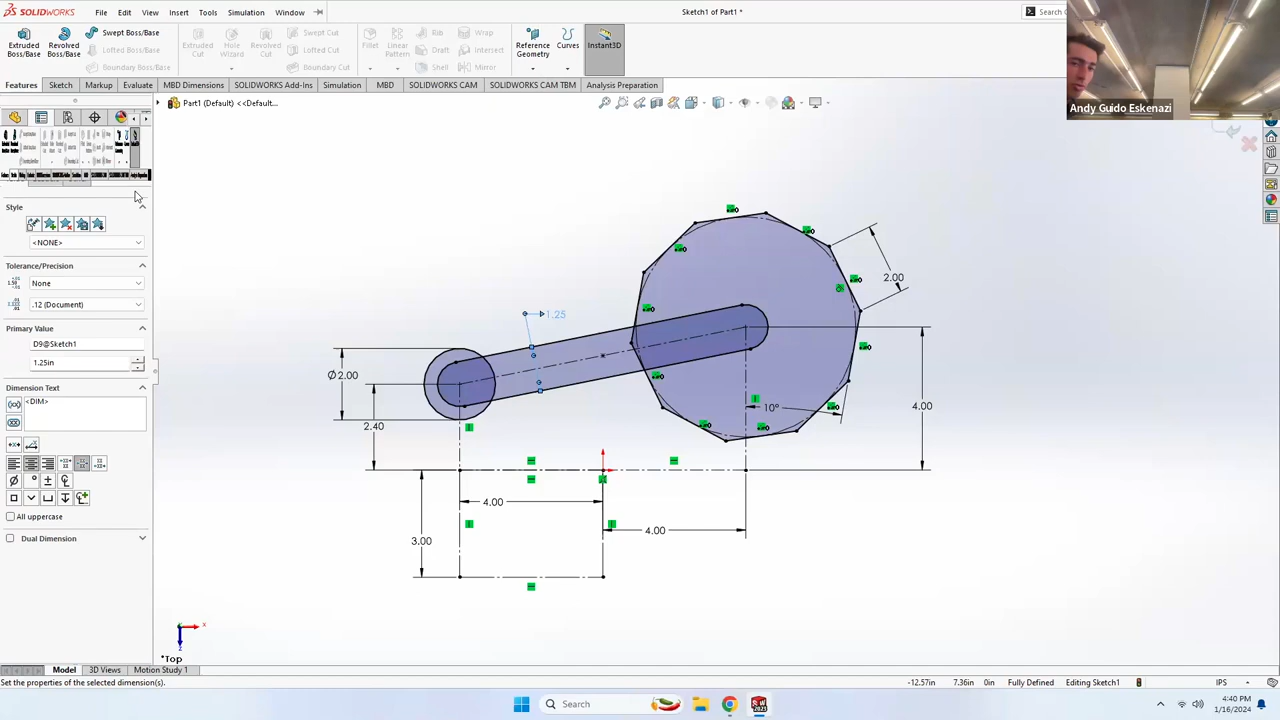 SOLIDWORKS
File
Edit
View
Insert
Tools
Simulation
Window
Sketch1 of Part1 *
Search
Extruded
Boss/Base
Revolved
Boss/Base
Swept Boss/Base
Lofted Boss/Base
Boundary Boss/Base
Extruded
Cut
Hole
Wizard
Revolved
Cut
Swept Cut
Lofted Cut
Boundary Cut
Fillet
Linear
Pattern
Rib
Draft
Shell
Wrap
Intersect
Mirror
Reference
Geometry
Curves
Instant3D
Features
Sketch
Markup
Evaluate
MBD Dimensions
SOLIDWORKS Add-Ins
Simulation
MBD
SOLIDWORKS CAM
SOLIDWORKS CAM TBM
Analysis Preparation
Andy Guido Eskenazi
Part1 (Default) <<Default...
Style
<NONE>
Tolerance/Precision
None
.12 (Document)
Primary Value
D9@Sketch1
1.25in
Dimension Text
<DIM>
All uppercase
Dual Dimension
1.25
2.00
Ø2.00
2.40
10°
4.00
4.00
4.00
3.00
x
*Top
Model
3D Views
Motion Study 1
Set the properties of the selected dimension(s).
-12.57in
7.36in
0in
Fully Defined
Editing Sketch1
IPS
Search
4:40 PM
1/16/2024